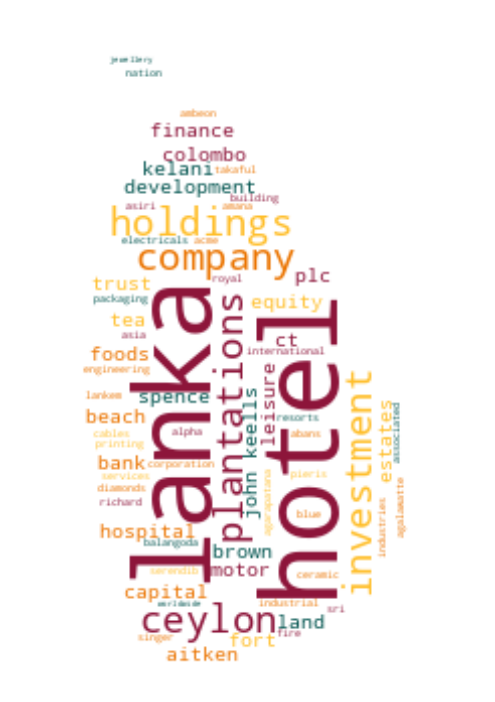 jewellery
nation
ambeon
finance
colombo
kelani takaful
development
building
asiri amana
holdings
electricals acme
company
royal plc
trust
packaging equity
tea
asia ct
foods international
engineering
lanka
plantations
hotel
lankem spence
john keells
leisure
investment
estates
associated
beach resorts
cables alpha abans
printing
bank corporation
services pieris
diamonds
richard
agarapatana
blue
industries
agalawatte
hospital
balangoda
brown
serendib motor ceramic
capital
worldwide industrial sri
ceylon land
singer fort fire
aitken